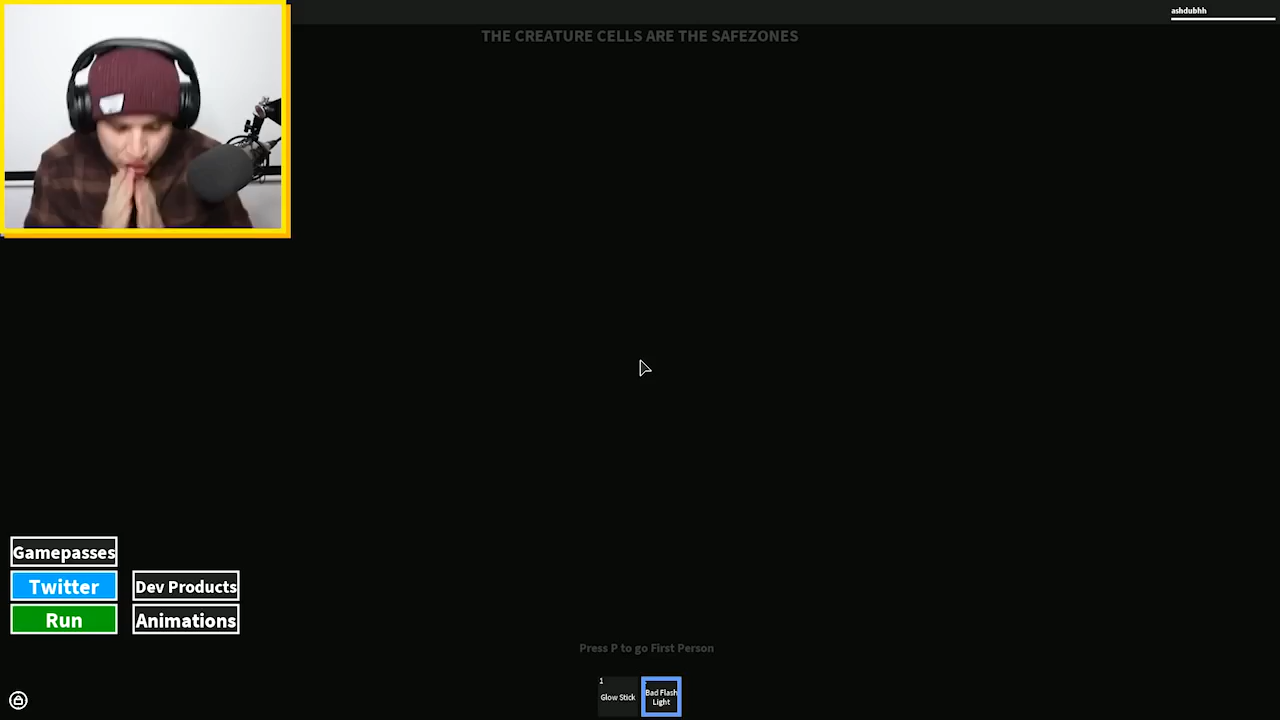 ashdubhh
THE CREATURE CELLS ARE THE SAFEZONES
Gamepasses
Twitter
Dev Products
Run
Animations
Press P to go First Person
1
Glow Stick
Bad Flash
Light